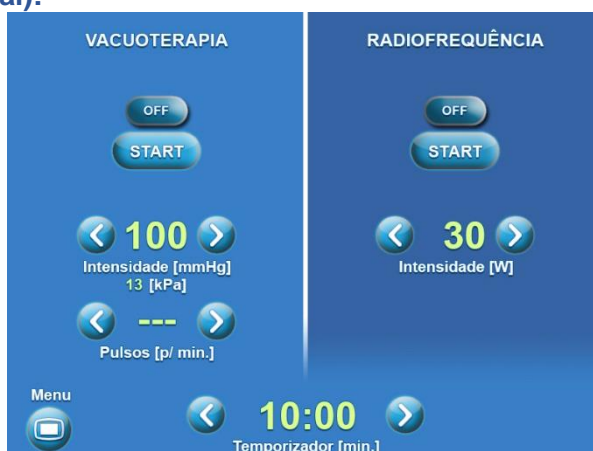 al).
VACUOTERAPIA
OFF
START
100
Intensidade [mmHg]
13 [kPa]
---
Pulsos [p/ min.]
RADIOFREQUÊNCIA
OFF
START
30
Intensidade [W]
Menu
10:00
Temporizador [min.]